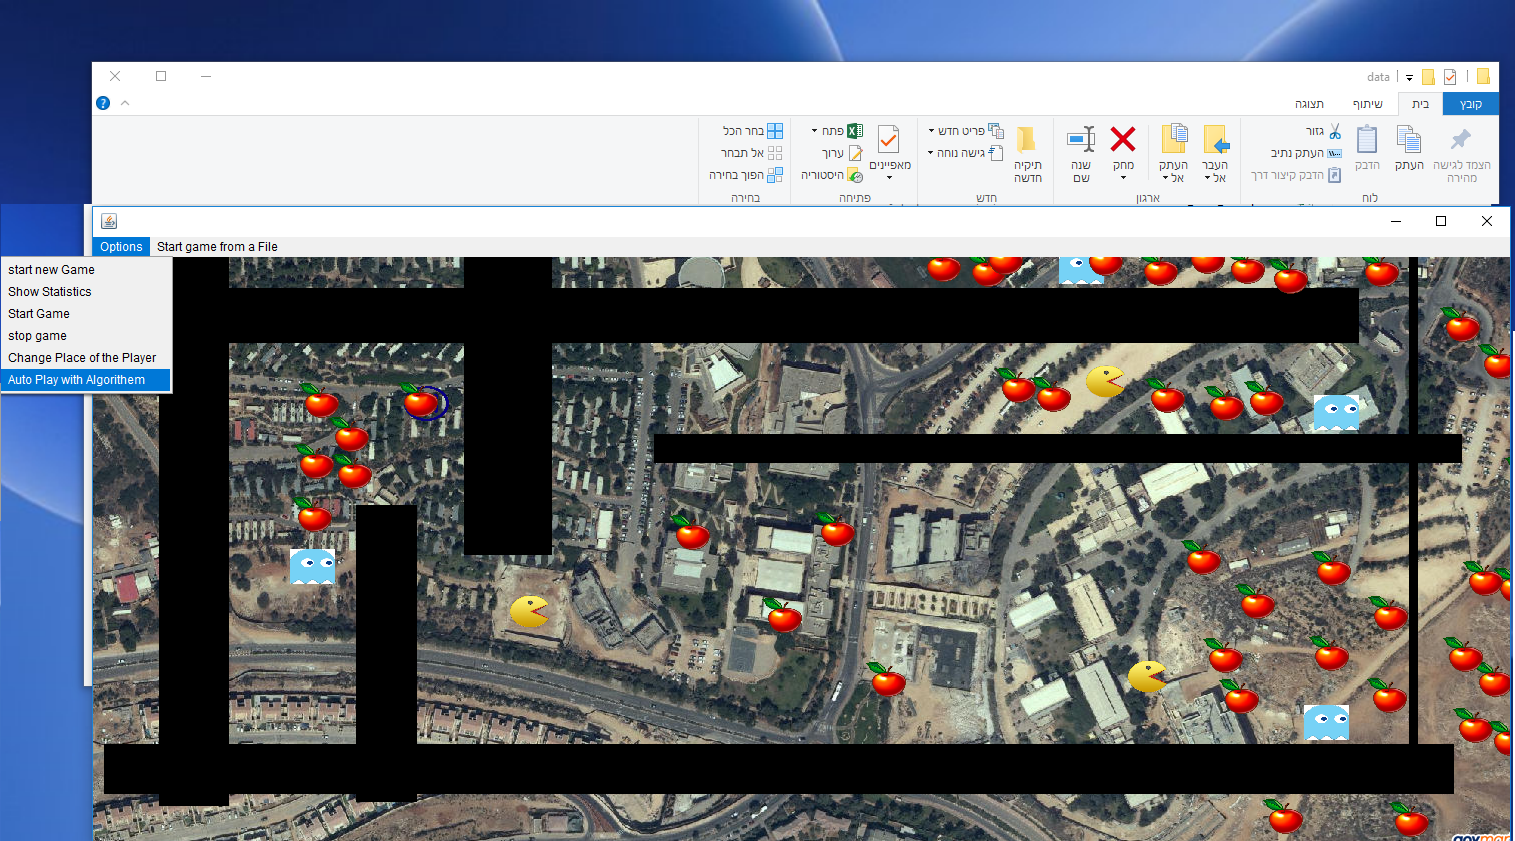 data
קובץ
בית
שיתוף
תצוגה
הצמד לגישה מהירה
העתק
הדבק
גזור
העתק נתיב
הדבק קיצור דרך
לוח
העבר אל
העתק אל
מחק
שנה שם
ארגון
תיקיה חדשה
פריט חדש
גישה נוחה
חדש
מאפיינים
פתח
ערוך
היסטוריה
פתיחה
בחר הכל
אל תבחר
הפוך בחירה
בחירה
Options
Start game from a File
start new Game
Show Statistics
Start Game
stop game
Change Place of the Player
Auto Play with Algorithem